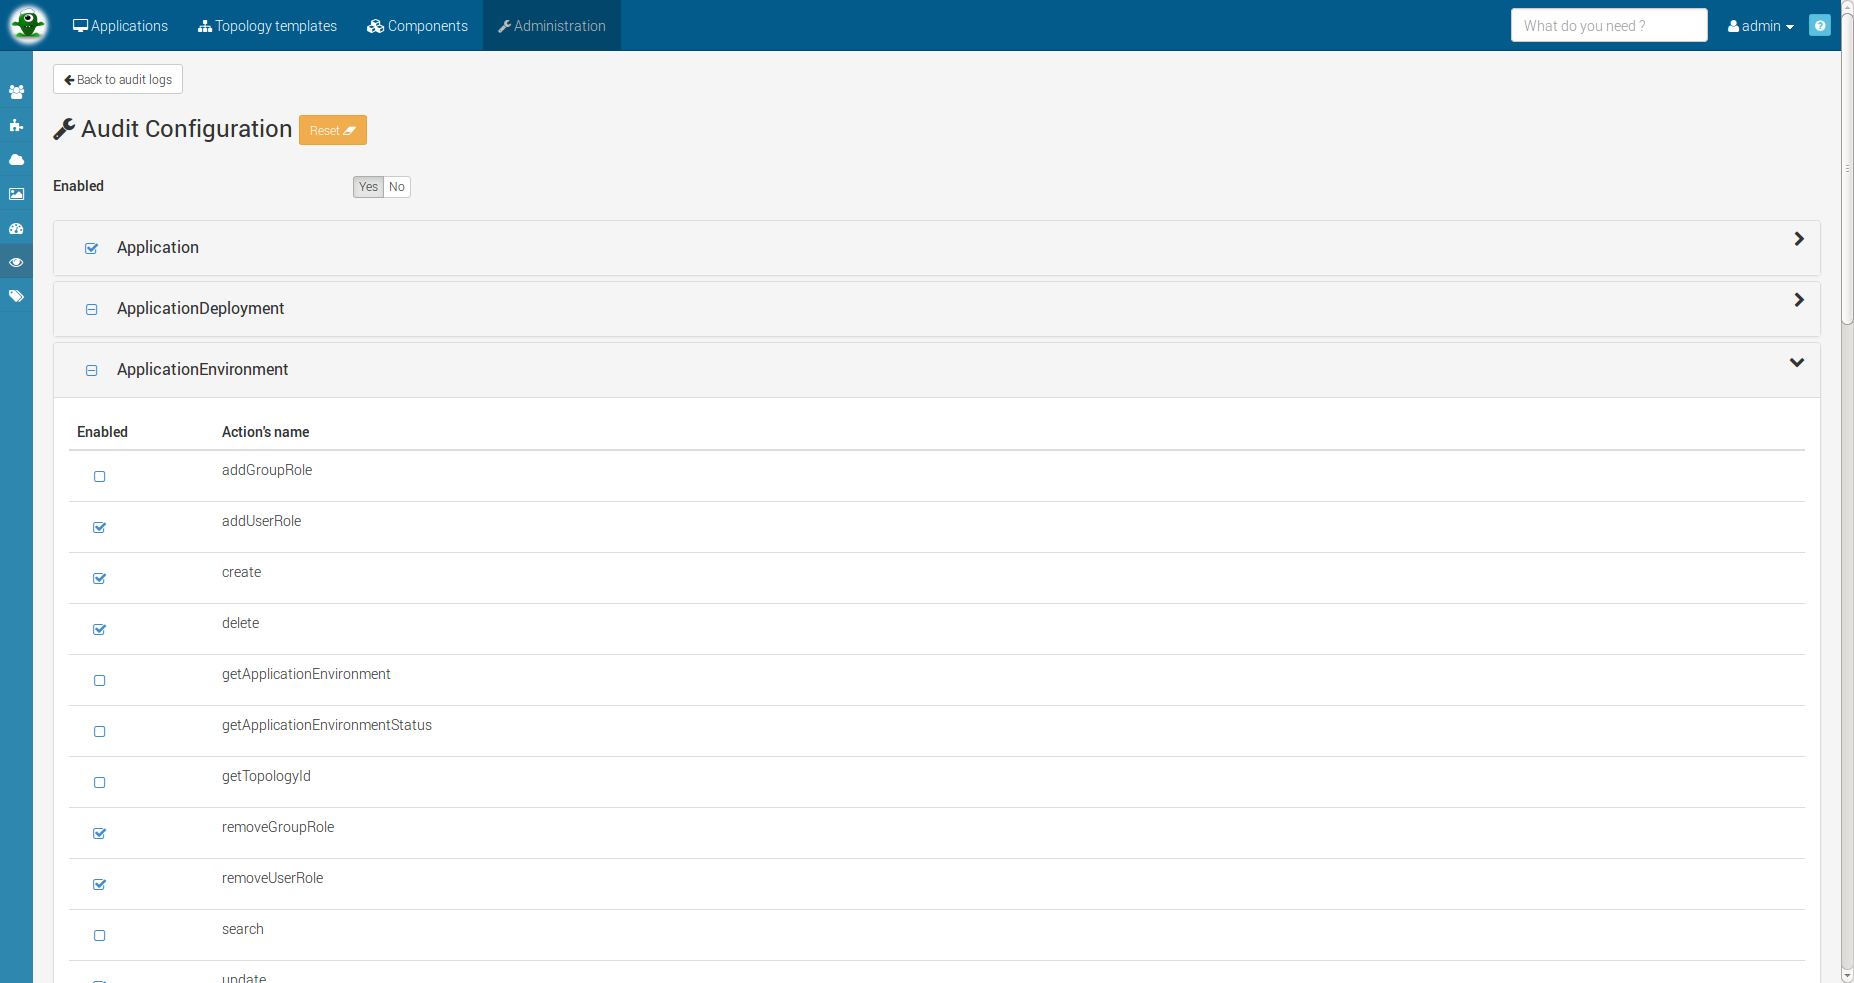 Applications Topology templates Components Administration What do you need ? admin
Back to audit logs
Audit Configuration Reset
Enabled Yes No
Application
ApplicationDeployment
ApplicationEnvironment
Enabled Action's name
addGroupRole
addUserRole
create
delete
getApplicationEnvironment
getApplicationEnvironmentStatus
getTopologyId
removeGroupRole
removeUserRole
search
update